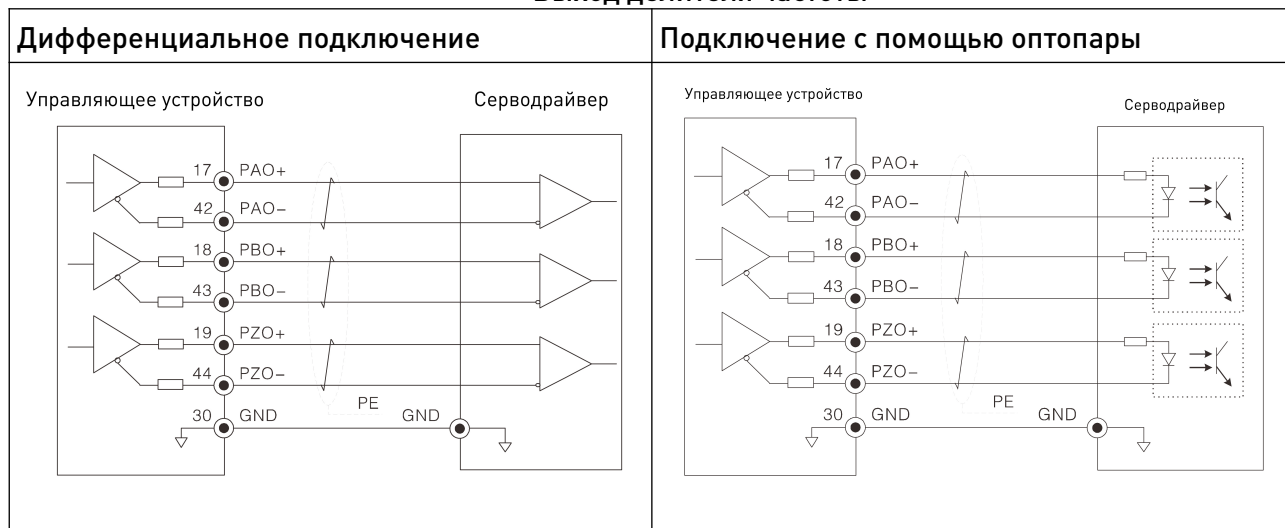 Выход делителя частоты
Дифференциальное подключение
Подключение с помощью оптопары
Управляющее устройство
Серводрайвер
17 PAO+
42 PAO−
18 PBO+
43 PBO−
19 PZO+
44 PZO−
PE
30 GND
GND
Управляющее устройство
Серводрайвер
17 PAO+
42 PAO−
18 PBO+
43 PBO−
19 PZO+
44 PZO−
PE
30 GND
GND